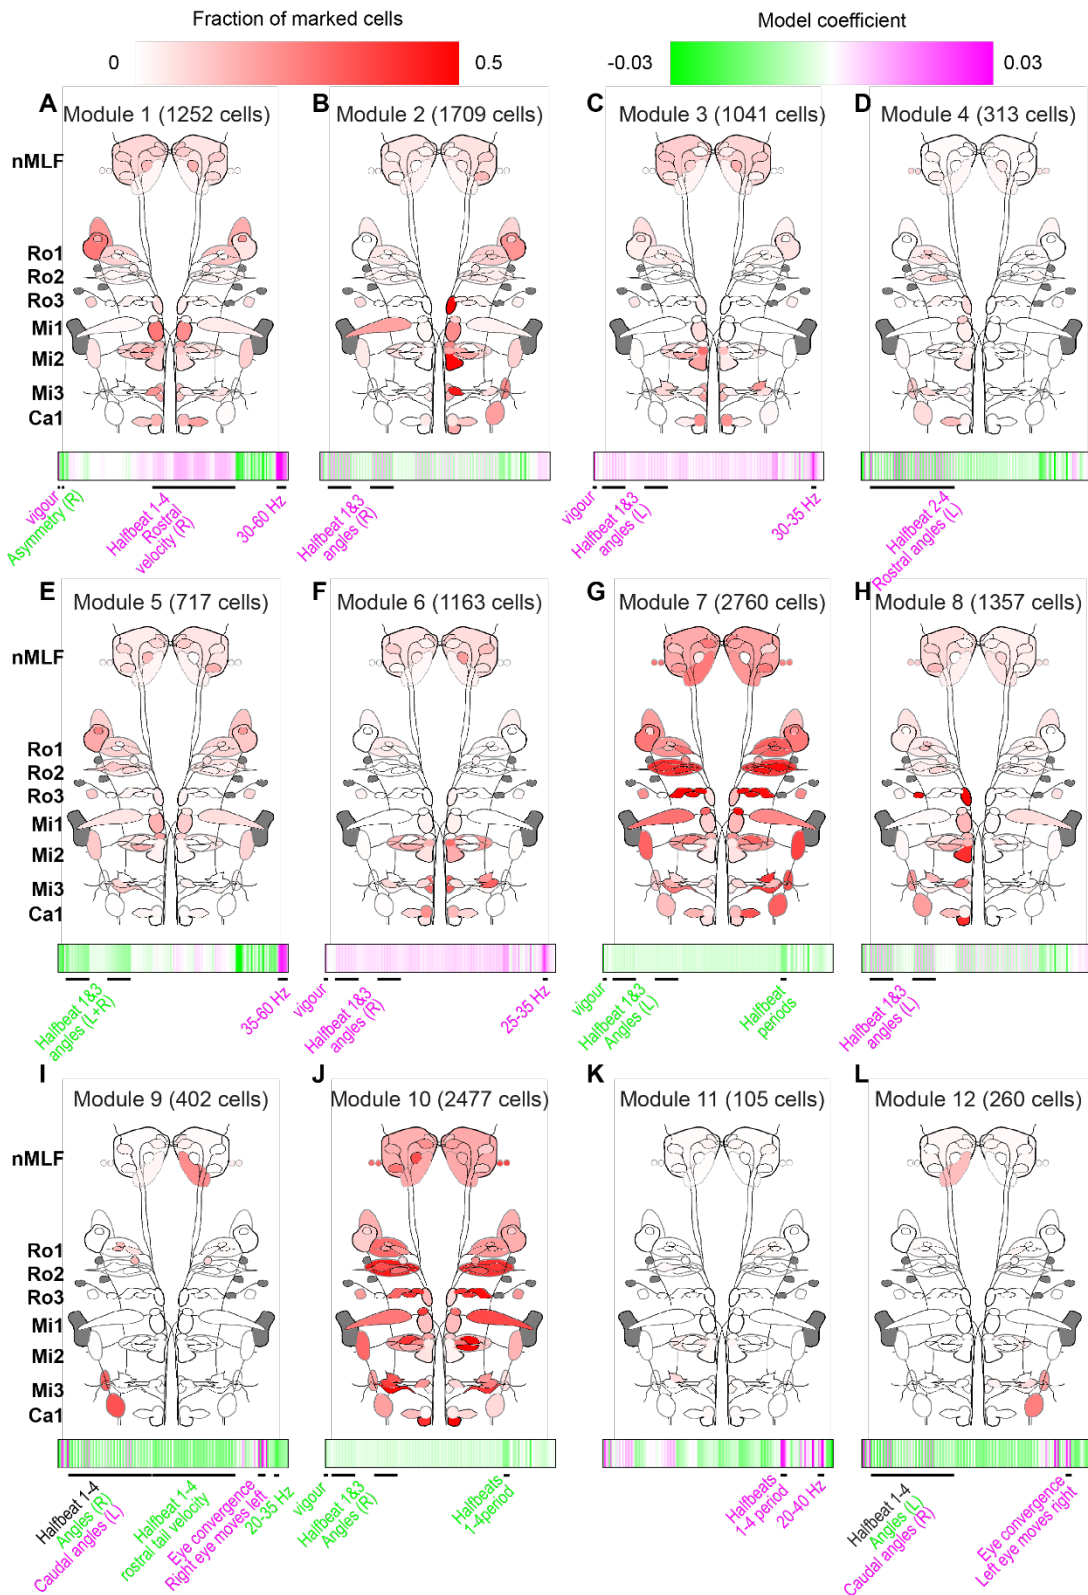 Fraction of marked cells
Model coefficient
0
0.5
-0.03
0.03
A
Module 1 (1252 cells)
B
Module 2 (1709 cells)
C
Module 3 (1041 cells)
D
Module 4 (313 cells)
nMLF
Ro1
Ro2
Ro3
Mi1
Mi2
Mi3
Ca1
vigour
Asymmetry (R)
Halfbeat 1-4
Rostral
velocity (R)
30-60 Hz
Halfbeat 1&3
angles (R)
vigour
Halfbeat 1&3
angles (L)
30-35 Hz
Halfbeat 2-4
Rostral angles (L)
E
Module 5 (717 cells)
F
Module 6 (1163 cells)
G
Module 7 (2760 cells)
H
Module 8 (1357 cells)
nMLF
Ro1
Ro2
Ro3
Mi1
Mi2
Mi3
Ca1
Halfbeat 1&3
angles (L+R)
35-60 Hz
vigour
Halfbeat 1&3
angles (R)
25-35 Hz
vigour
Halfbeat 1&3
Angles (L)
Halfbeat
periods
Halfbeat 1&3
angles (L)
I
Module 9 (402 cells)
J
Module 10 (2477 cells)
K
Module 11 (105 cells)
L
Module 12 (260 cells)
nMLF
Ro1
Ro2
Ro3
Mi1
Mi2
Mi3
Ca1
Halfbeat 1-4
Angles (R)
Caudal angles (L)
Halfbeat 1-4
rostral tail velocity
Eye convergence
Right eye moves left
20-35 Hz
vigour
Halfbeat 1&3
Angles (R)
Halfbeats
1-4period
Halfbeats
1-4 period
20-40 Hz
Halfbeat 1-4
Angles (L)
Caudal angles (R)
Eye convergence
Left eye moves right